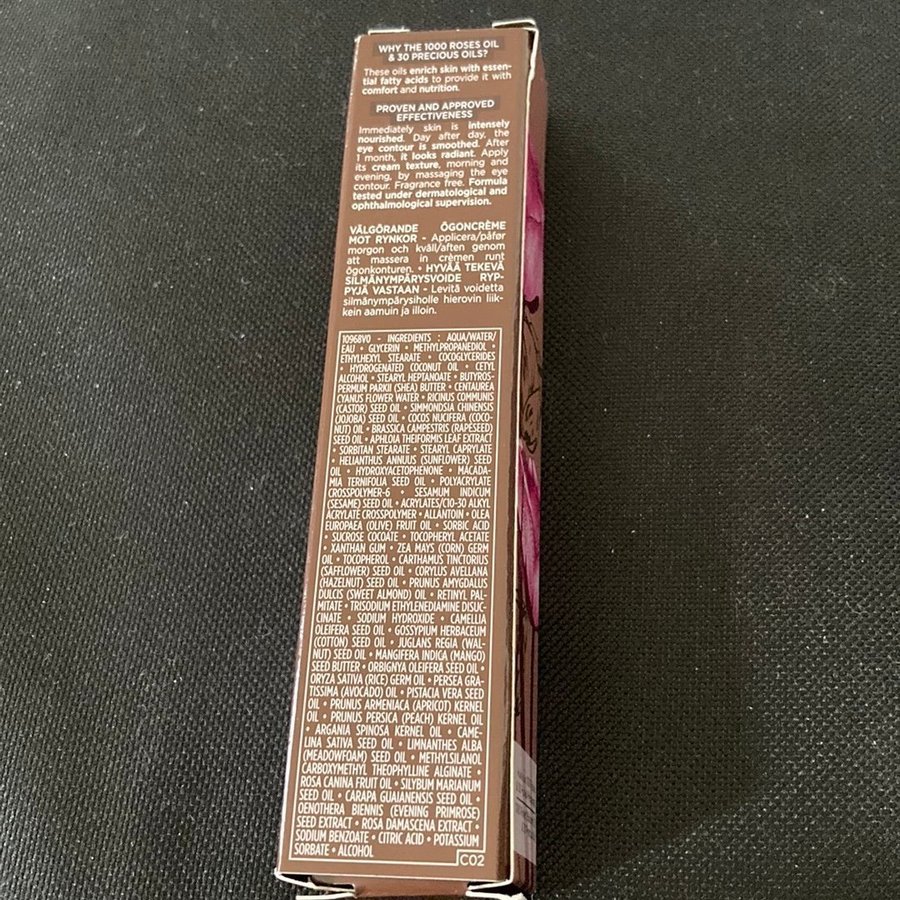 WHY THE 1000 ROSES OIL
& 30 PRECIOUS OILS?
These oils enrich skin with essen-
tial fatty acids to provide it with
comfort and nutrition.
PROVEN AND APPROVED
EFFECTIVENESS
Immediately skin is intensely
nourished. Day after day, the
eye contour is smoothed. After
1 month, it looks radiant. Apply
its cream texture, morning and
evening, by massaging the eye
contour. Fragrance free. Formula
tested under dermatological and
ophthalmological supervision.
VÄLGÖRANDE ÖGONCRÈME
MOT RYNKOR - Applicera/påfør
morgon och kväll/aften genom
att massera in crèmen runt
ögonkonturen. • HYVÄÄ TEKEVÄ
SILMÄNYMPÄRYSVOIDE RYP-
PYJÄ VASTAAN - Levitä voidetta
silmänympärysiholle hierovin liik-
kein aamuin ja illoin.
10968V0 - INGREDIENTS : AQUA/WATER/
EAU • GLYCERIN • METHYLPROPANEDIOL •
ETHYLHEXYL STEARATE • COCOGLYCERIDES
• HYDROGENATED COCONUT OIL • CETYL
ALCOHOL • STEARYL HEPTANOATE • BUTYROS-
PERMUM PARKII (SHEA) BUTTER • CENTAUREA
CYANUS FLOWER WATER • RICINUS COMMUNIS
(CASTOR) SEED OIL • SIMMONDSIA CHINENSIS
(JOJOBA) SEED OIL • COCOS NUCIFERA (COCO-
NUT) OIL • BRASSICA CAMPESTRIS (RAPESEED)
SEED OIL • APHLOIA THEIFORMIS LEAF EXTRACT
• SORBITAN STEARATE • STEARYL CAPRYLATE
• HELIANTHUS ANNUUS (SUNFLOWER) SEED
OIL • HYDROXYACETOPHENONE • MACADA-
MIA TERNIFOLIA SEED OIL • POLYACRYLATE
CROSSPOLYMER-6 • SESAMUM INDICUM
(SESAME) SEED OIL • ACRYLATES/C10-30 ALKYL
ACRYLATE CROSSPOLYMER • ALLANTOIN • OLEA
EUROPAEA (OLIVE) FRUIT OIL • SORBIC ACID
• SUCROSE COCOATE • TOCOPHERYL ACETATE
• XANTHAN GUM • ZEA MAYS (CORN) GERM
OIL • TOCOPHEROL • CARTHAMUS TINCTORIUS
(SAFFLOWER) SEED OIL • CORYLUS AVELLANA
(HAZELNUT) SEED OIL • PRUNUS AMYGDALUS
DULCIS (SWEET ALMOND) OIL • RETINYL PAL-
MITATE • TRISODIUM ETHYLENEDIAMINE DISUC-
CINATE • SODIUM HYDROXIDE • CAMELLIA
OLEIFERA SEED OIL • GOSSYPIUM HERBACEUM
(COTTON) SEED OIL • JUGLANS REGIA (WAL-
NUT) SEED OIL • MANGIFERA INDICA (MANGO)
SEED BUTTER • ORBIGNYA OLEIFERA SEED OIL •
ORYZA SATIVA (RICE) GERM OIL • PERSEA GRA-
TISSIMA (AVOCADO) OIL • PISTACIA VERA SEED
OIL • PRUNUS ARMENIACA (APRICOT) KERNEL
OIL • PRUNUS PERSICA (PEACH) KERNEL OIL
• ARGANIA SPINOSA KERNEL OIL • CAME-
LINA SATIVA SEED OIL • LIMNANTHES ALBA
(MEADOWFOAM) SEED OIL • METHYLSILANOL
CARBOXYMETHYL THEOPHYLLINE ALGINATE •
ROSA CANINA FRUIT OIL • SILYBUM MARIANUM
SEED OIL • CARAPA GUAIANENSIS SEED OIL •
OENOTHERA BIENNIS (EVENING PRIMROSE)
SEED EXTRACT • ROSA DAMASCENA EXTRACT •
SODIUM BENZOATE • CITRIC ACID • POTASSIUM
SORBATE • ALCOHOL
C02